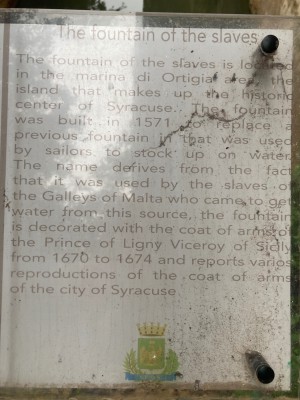 The fountain of the slaves
The fountain of the slaves is located
in the marina di Ortigia area, the
island that makes up the historic
center of Syracuse. The fountain
was built in 1571 to replace a
previous fountain in that was used
by sailors to stock up on water.
The name derives from the fact
that it was used by the slaves of
the Galleys of Malta who came to get
water from this source, the fountain
is decorated with the coat of arms of
the Prince of Ligny Viceroy of Sicily
from 1670 to 1674 and reports varios
reproductions of the coat of arms
of the city of Syracuse